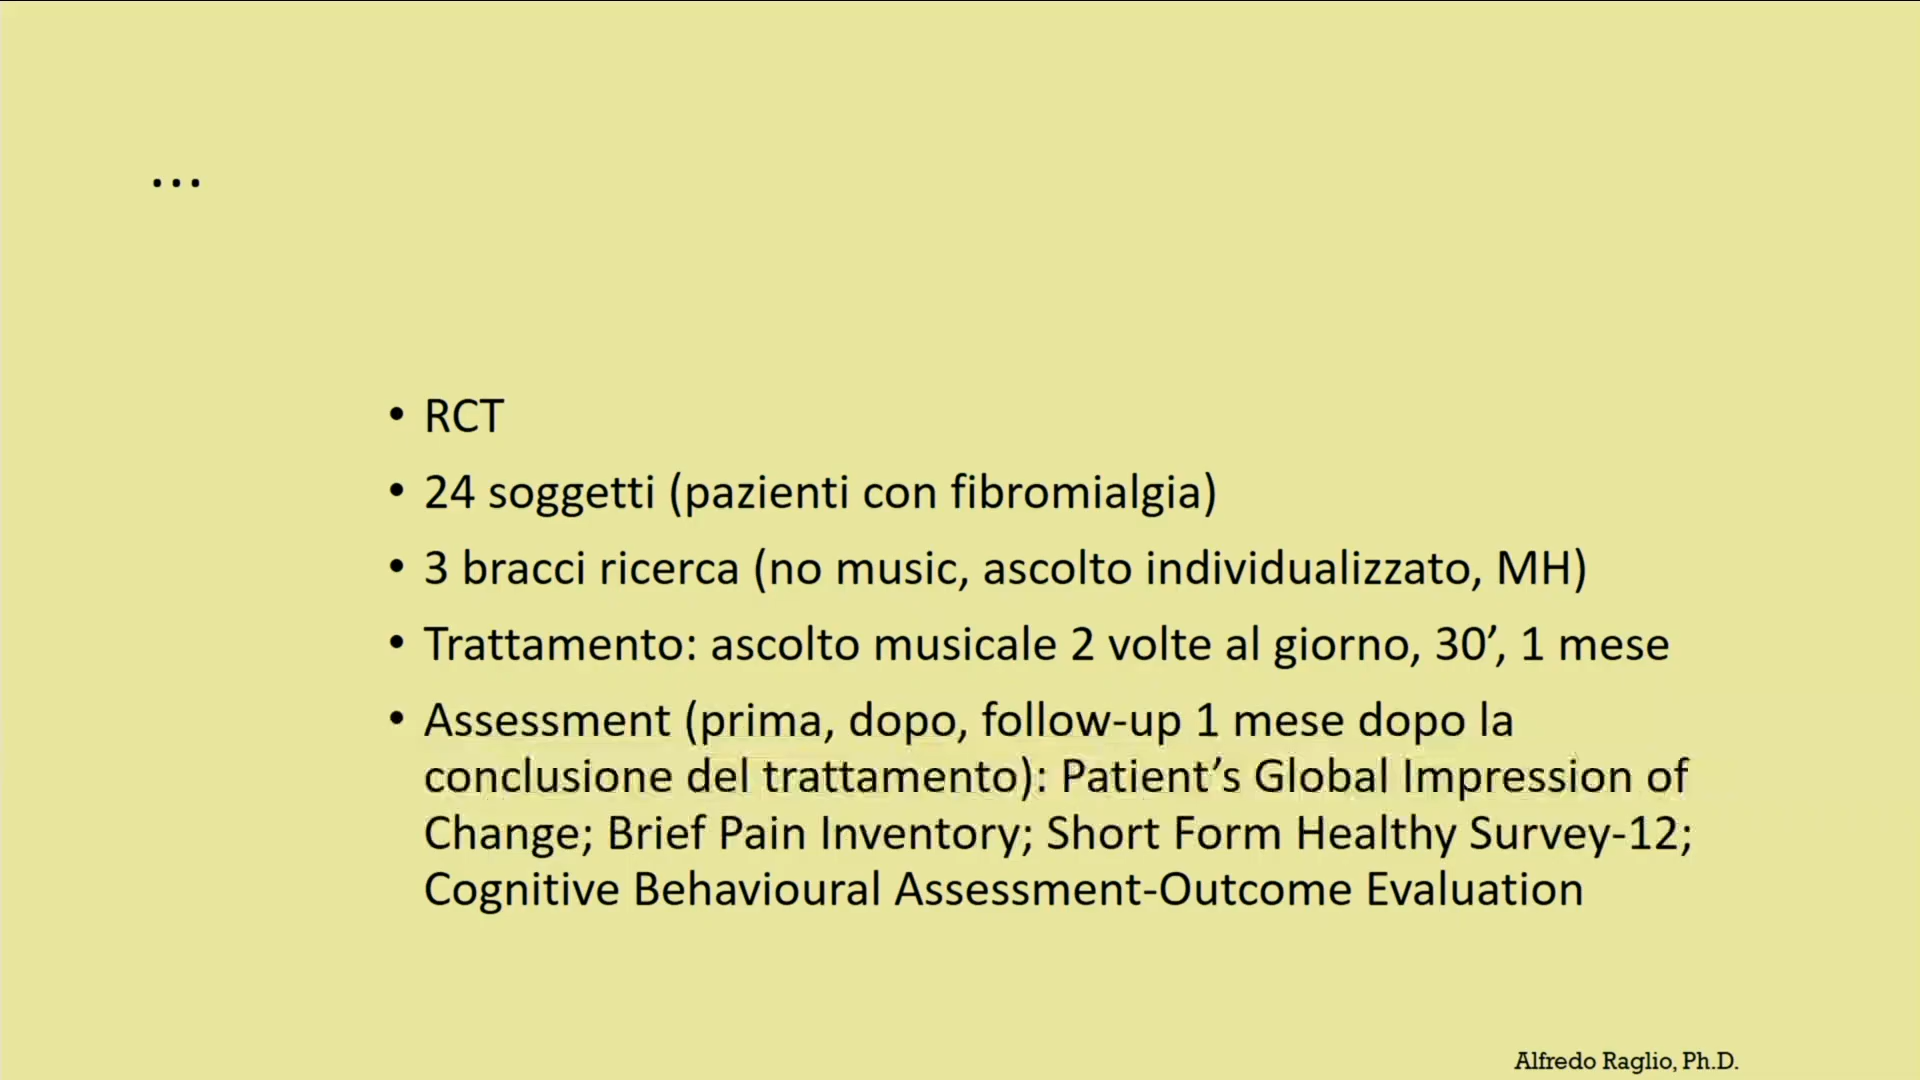 ...
• RCT
• 24 soggetti (pazienti con fibromialgia)
• 3 bracci ricerca (no music, ascolto individualizzato, MH)
• Trattamento: ascolto musicale 2 volte al giorno, 30’, 1 mese
• Assessment (prima, dopo, follow-up 1 mese dopo la
conclusione del trattamento): Patient’s Global Impression of
Change; Brief Pain Inventory; Short Form Healthy Survey-12;
Cognitive Behavioural Assessment-Outcome Evaluation
Alfredo Raglio, Ph.D.